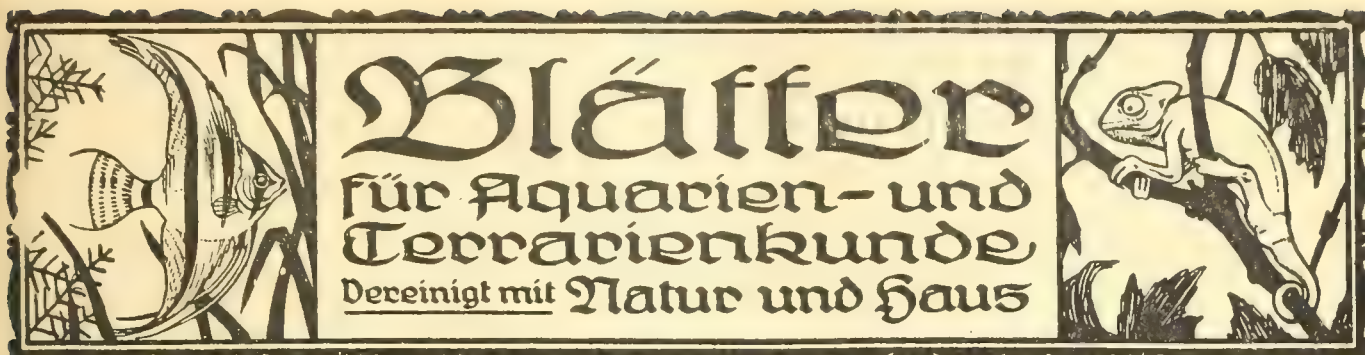 Blätter
für Aquarien- und
Terrarienkunde
Vereinigt mit Natur und Haus